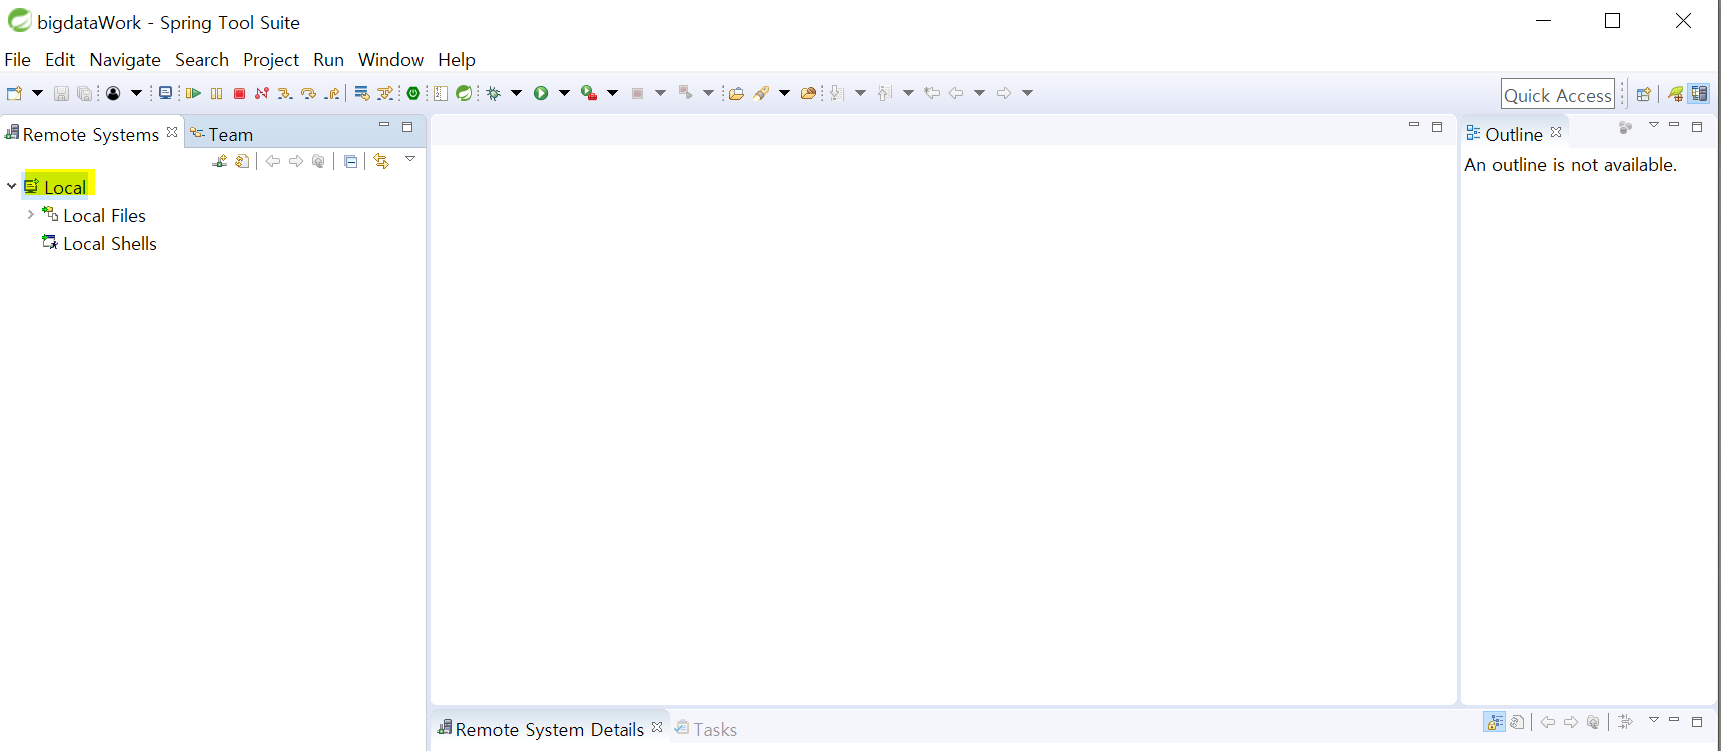 bigdataWork - Spring Tool Suite
File Edit Navigate Search Project Run Window Help
Quick Access
Remote Systems Team
Outline
An outline is not available.
Local
Local Files
Local Shells
Remote System Details Tasks